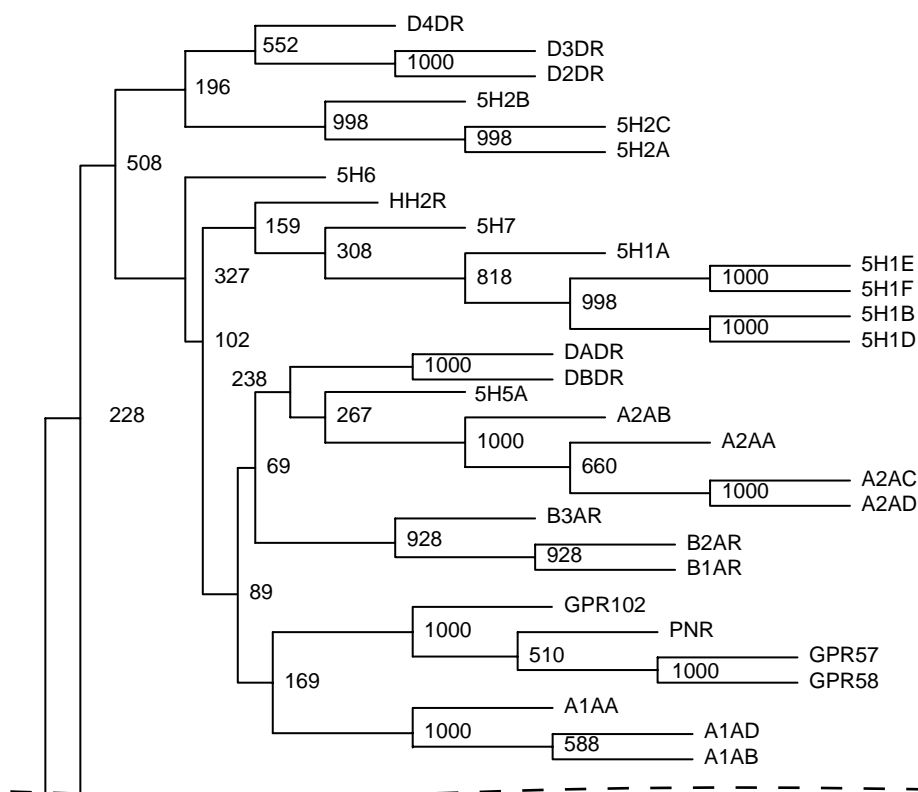 D4DR
552
D3DR
1000
D2DR
196
5H2B
998
5H2C
998
5H2A
508
5H6
HH2R
159
5H7
308
5H1A
327
818
5H1E
1000
5H1F
998
5H1B
1000
5H1D
102
DADR
1000
238
DBDR
5H5A
267
228
A2AB
1000
A2AA
69
660
A2AC
1000
A2AD
B3AR
928
B2AR
928
B1AR
89
GPR102
1000
PNR
510
GPR57
1000
GPR58
169
A1AA
1000
A1AD
588
A1AB